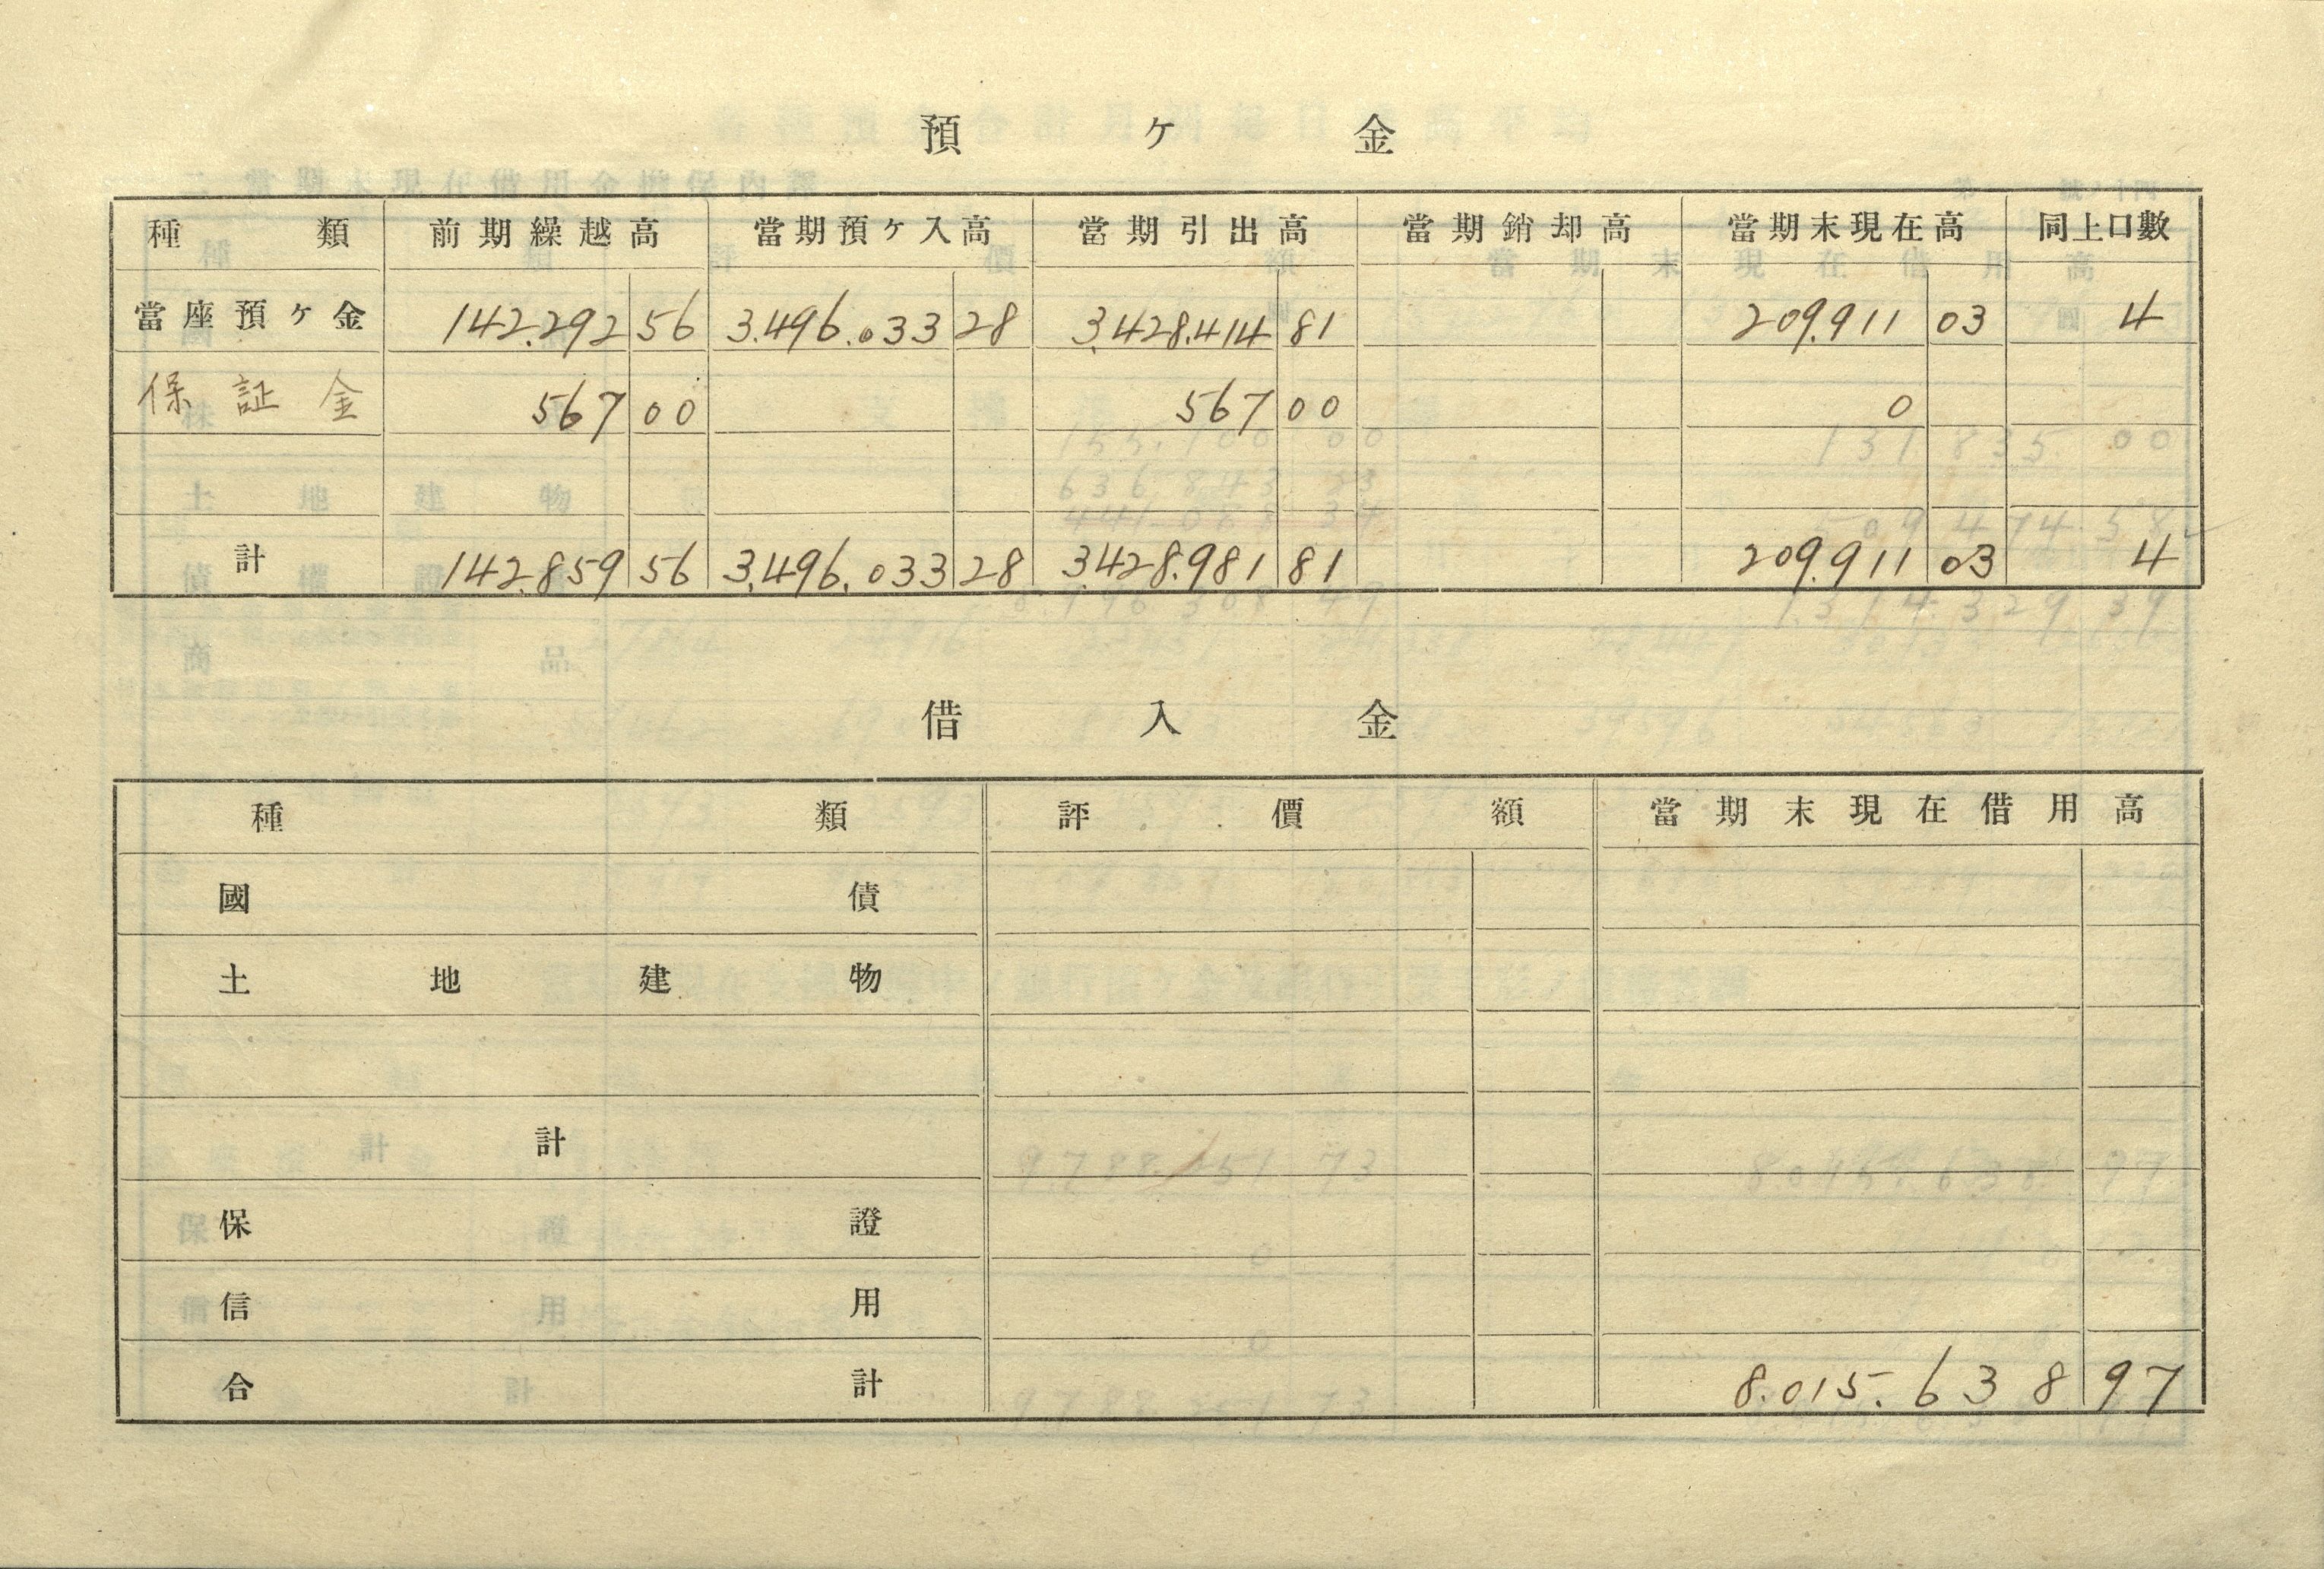 預ケ金
種類 前期繰越高 當期預ケ入高 當期引出高 當期銷却高 當期末現在高 同上口數
當座預ケ金 142.292 56 3.496.033 28 3.428.414 81 209.911 03 4
保証金 567 00 567 00 0
計 142.859 56 3.496.033 28 3.428.981 81 209.911 03 4
借入金
種類 評價額 當期末現在借用高
國債
土地建物
計
保證
信用
合計 8.015.638 97